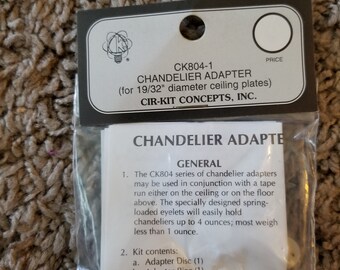 CK804-1
PRICE
CHANDELIER ADAPTER
(for 19/32" diameter ceiling plates)
CIR-KIT CONCEPTS, INC.
CHANDELIER ADAPTE
GENERAL
1. The CK804 series of chandelier adapters
may be used in conjunction with a tape
run either on the ceiling or on the floor
above. The specially designed spring-
loaded eyelets will easily hold
chandeliers up to 4 ounces; most weigh
less than 1 ounce.
2. Kit contents:
a. Adapter Disc (1)